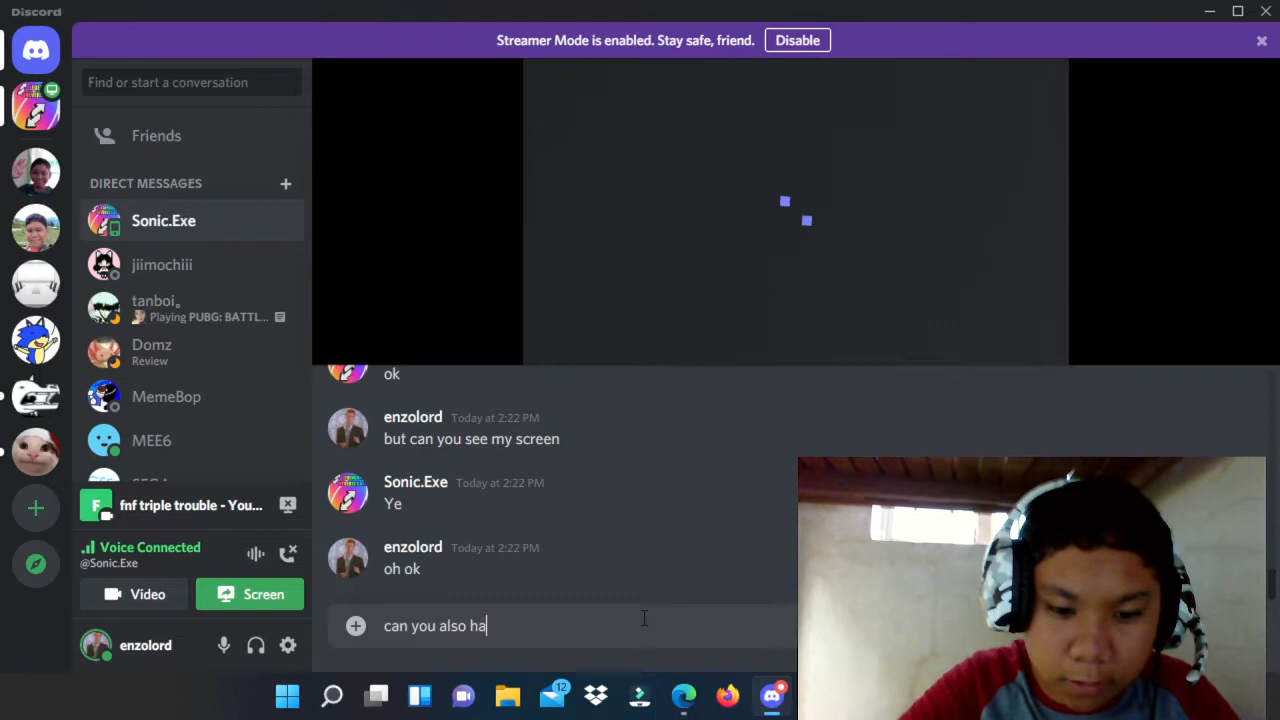 Discord
Streamer Mode is enabled. Stay safe, friend.
Disable
Find or start a conversation
Friends
DIRECT MESSAGES
Sonic.Exe
jiimochiii
tanboi。
Playing PUBG: BATTL...
Domz
Review
MemeBop
MEE6
F
fnf triple trouble - You...
Voice Connected
@Sonic.Exe
Video
Screen
enzolord
ok
enzolord Today at 2:22 PM
but can you see my screen
Sonic.Exe Today at 2:22 PM
Ye
enzolord Today at 2:22 PM
oh ok
can you also ha
12